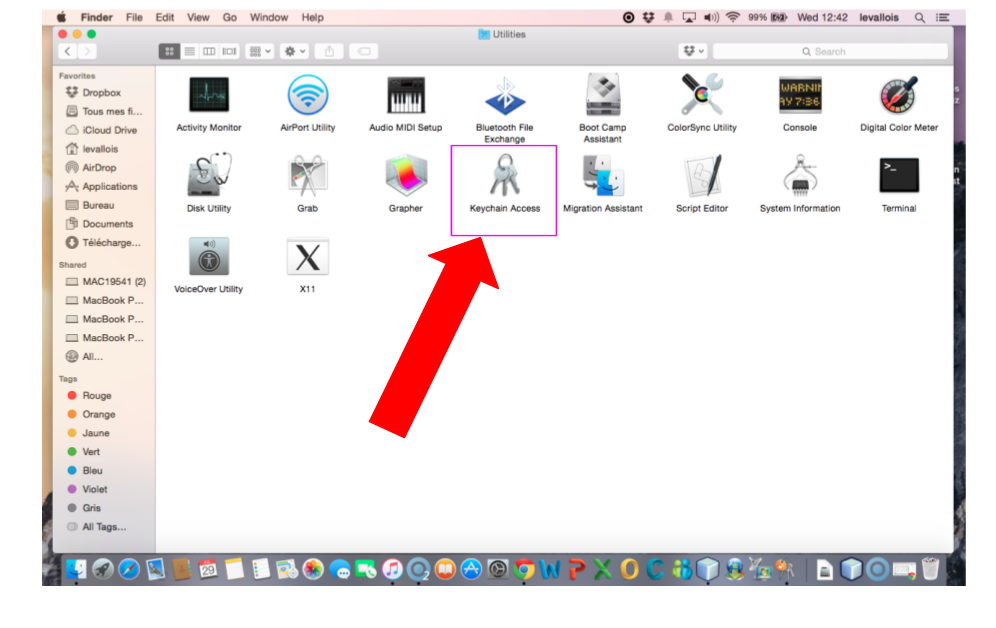 Finder File Edit View Go Window Help 99% Wed 12:42 levallois
Utilities
Search
Favorites
Dropbox
Tous mes fi...
iCloud Drive
levallois
AirDrop
Applications
Bureau
Documents
Télécharge...
Shared
MAC19541 (2)
MacBook P...
MacBook P...
MacBook P...
All...
Tags
Rouge
Orange
Jaune
Vert
Bleu
Violet
Gris
All Tags...
WARNIN
AY 7:36
Activity Monitor
AirPort Utility
Audio MIDI Setup
Bluetooth File
Exchange
Boot Camp
Assistant
ColorSync Utility
Console
Digital Color Meter
Disk Utility
Grab
Grapher
Keychain Access
Migration Assistant
Script Editor
System Information
>_
Terminal
VoiceOver Utility
X
X11
29